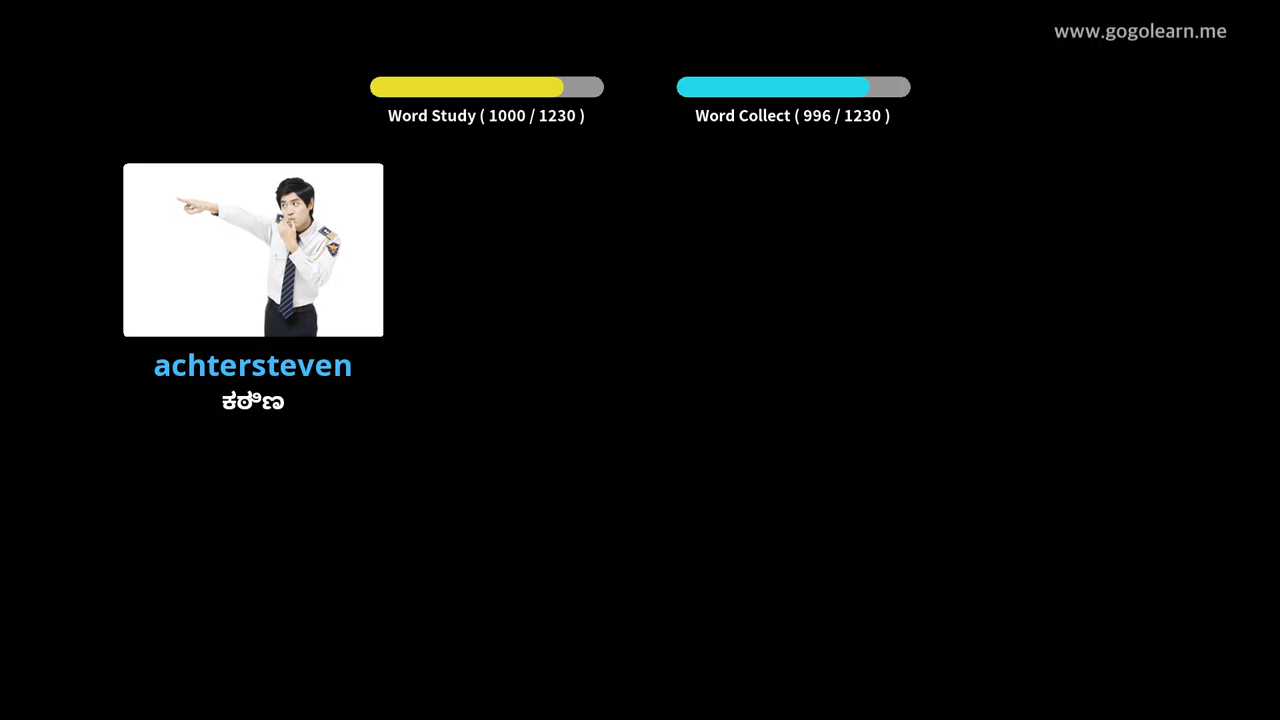 www.gogolearn.me
Word Study ( 1000 / 1230 )
Word Collect ( 996 / 1230 )
achtersteven
ಕಠಿಣ